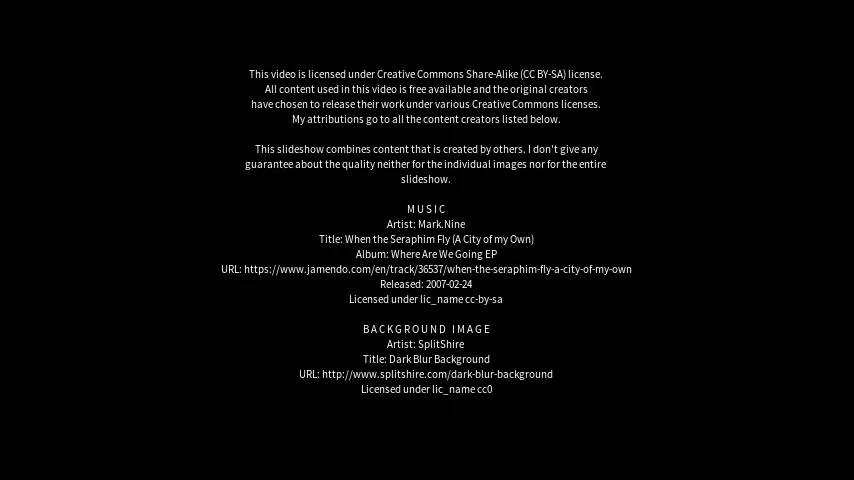 This video is licensed under Creative Commons Share-Alike (CC BY-SA) license.
All content used in this video is free available and the original creators
have chosen to release their work under various Creative Commons licenses.
My attributions go to all the content creators listed below.
This slideshow combines content that is created by others. I don't give any
guarantee about the quality neither for the individual images nor for the entire
slideshow.
MUSIC
Artist: Mark.Nine
Title: When the Seraphim Fly (A City of my Own)
Album: Where Are We Going EP
URL: https://www.jamendo.com/en/track/36537/when-the-seraphim-fly-a-city-of-my-own
Released: 2007-02-24
Licensed under lic_name cc-by-sa
BACKGROUND IMAGE
Artist: SplitShire
Title: Dark Blur Background
URL: http://www.splitshire.com/dark-blur-background
Licensed under lic_name cc0